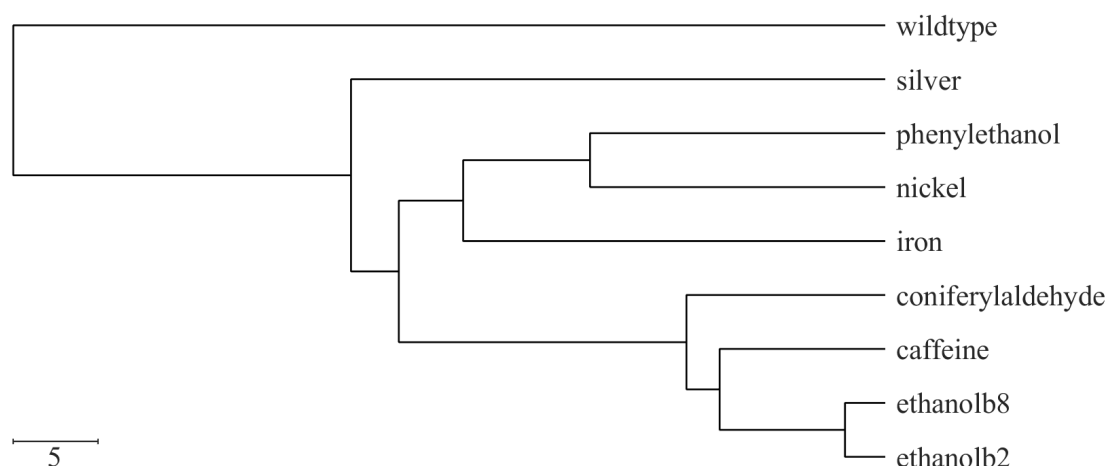 wildtype
silver
phenylethanol
nickel
iron
coniferylaldehyde
caffeine
ethanolb8
ethanolb2
5